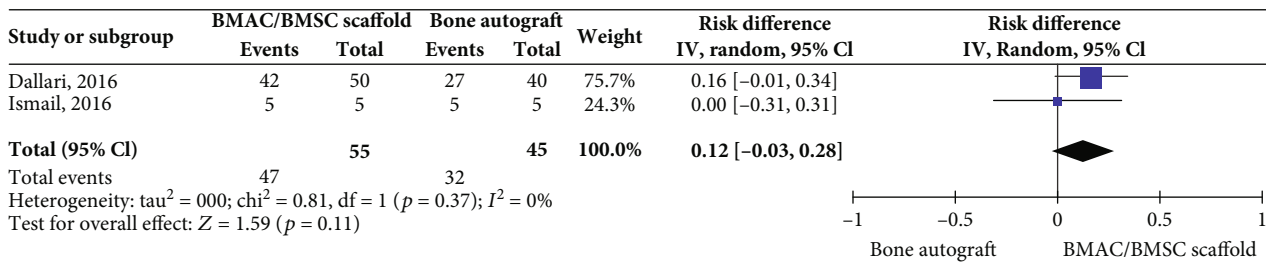 Study or subgroup BMAC/BMSC scaffold Bone autograft Weight Risk difference Risk difference
Events Total Events Total IV, random, 95% Cl IV, Random, 95% Cl
Dallari, 2016 42 50 27 40 75.7% 0.16 [–0.01, 0.34]
Ismail, 2016 5 5 5 5 24.3% 0.00 [–0.31, 0.31]
Total (95% Cl) 55 45 100.0% 0.12 [–0.03, 0.28]
Total events 47 32
Heterogeneity: tau² = 000; chi² = 0.81, df = 1 (p = 0.37); I² = 0%
Test for overall effect: Z = 1.59 (p = 0.11)
–1 –0.5 0 0.5 1
Bone autograft BMAC/BMSC scaffold